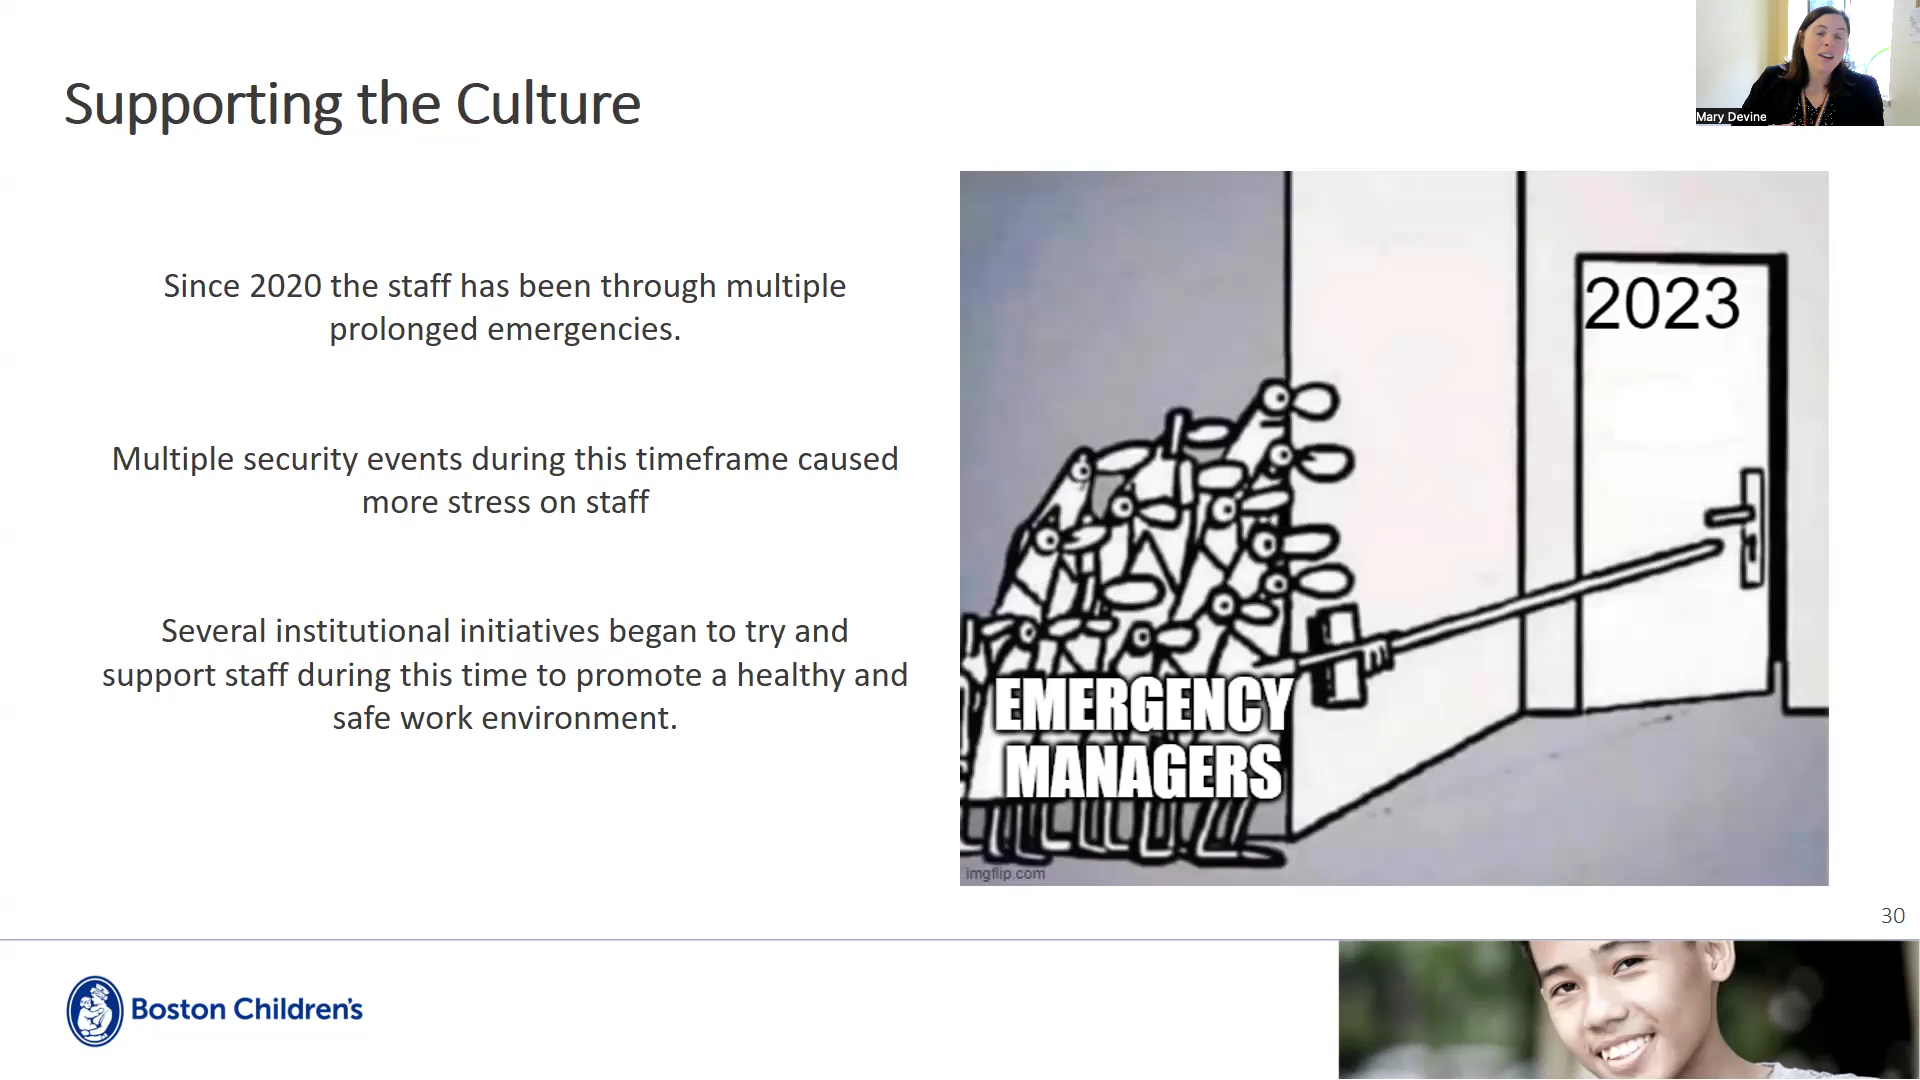 Supporting the Culture
Mary Devine
Since 2020 the staff has been through multiple
prolonged emergencies.
Multiple security events during this timeframe caused
more stress on staff
Several institutional initiatives began to try and
support staff during this time to promote a healthy and
safe work environment.
2023
EMERGENCY
MANAGERS
imgflip.com
30
Boston Children's